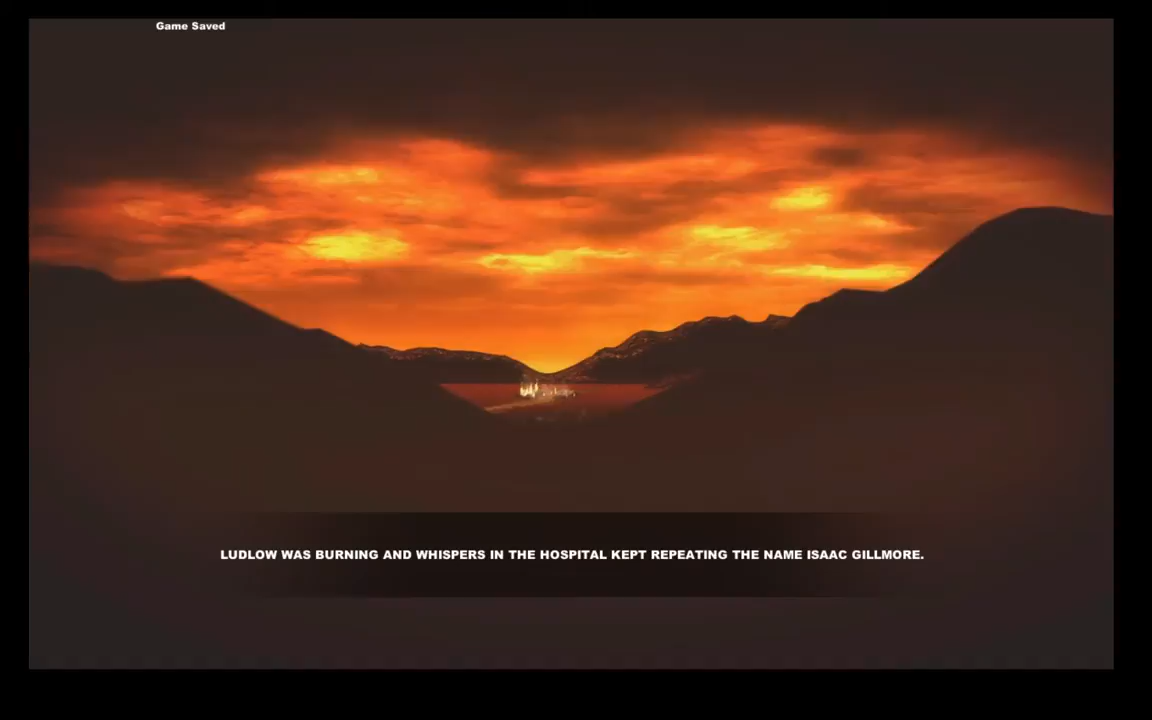 Game Saved
LUDLOW WAS BURNING AND WHISPERS IN THE HOSPITAL KEPT REPEATING THE NAME ISAAC GILLMORE.